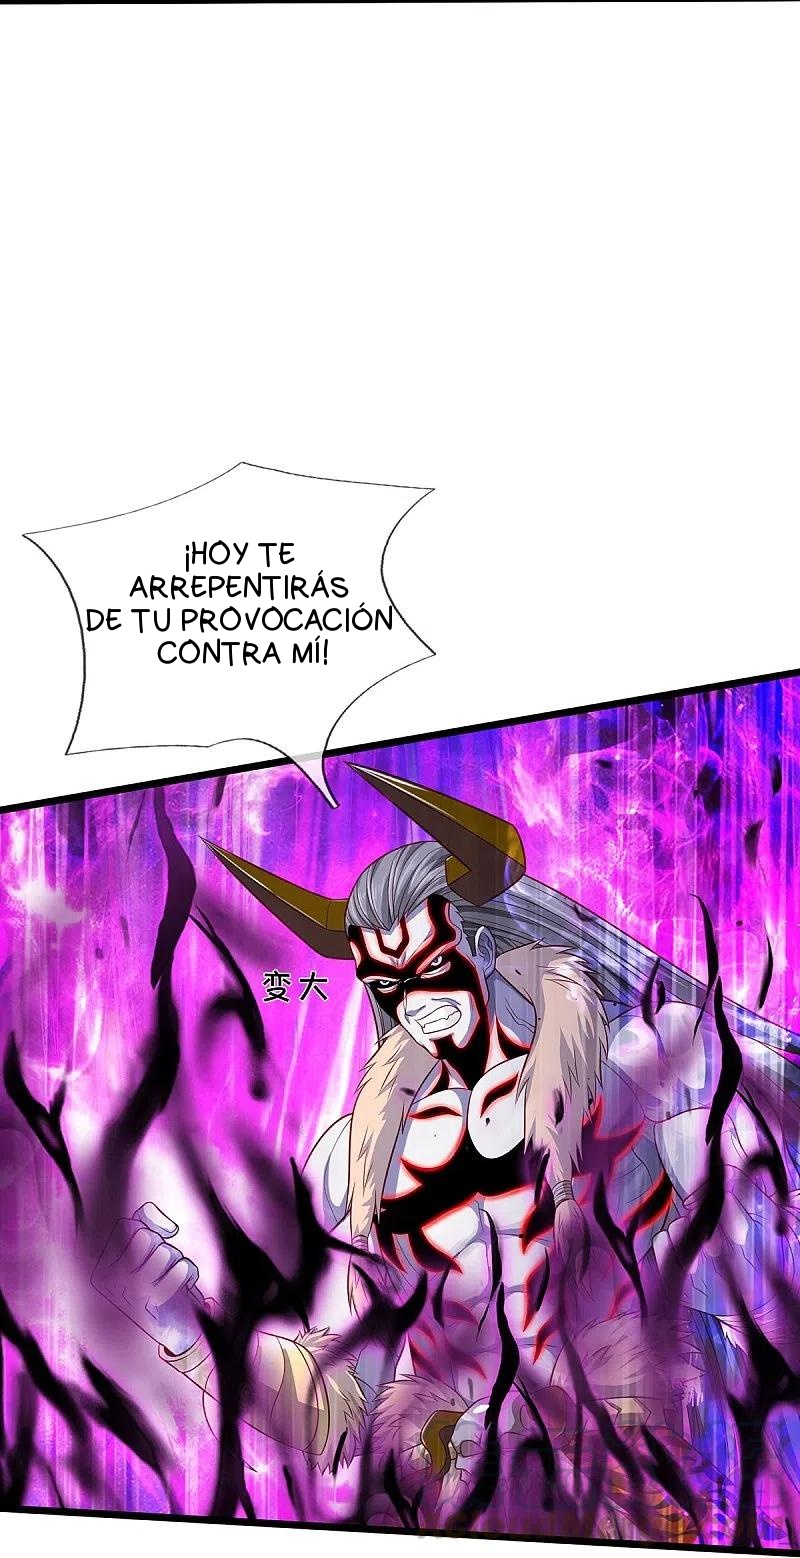 ¡HOY TE
ARREPENTIRÁS
DE TU PROVOCACIÓN
CONTRA MÍ!
变大